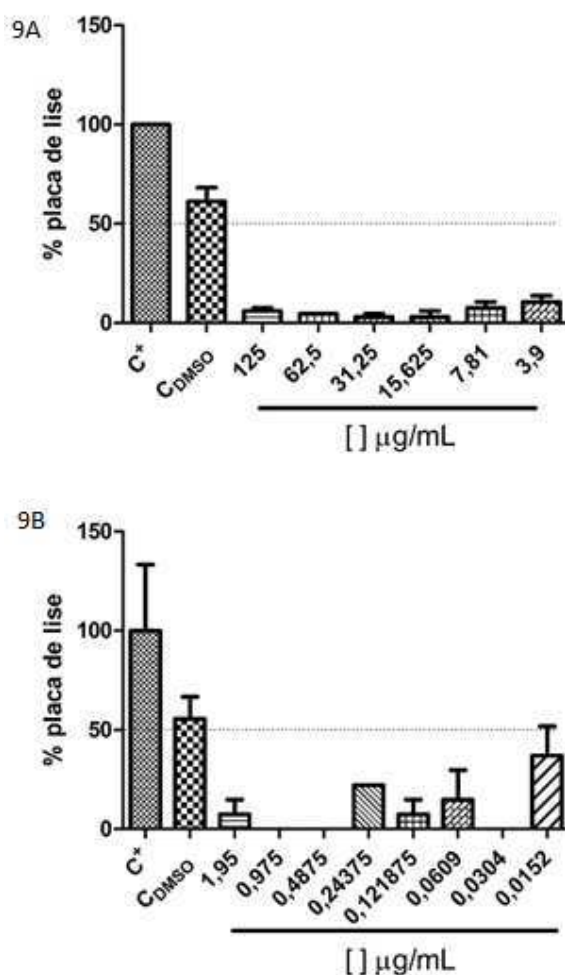 9A
% placa de lise
150
100
50
0
C+
CDMSO
125
62,5
31,25
15,625
7,81
3,9
[ ] μg/mL
9B
% placa de lise
150
100
50
0
C+
CDMSO
1,95
0,975
0,4875
0,24375
0,121875
0,0609
0,0304
0,0152
[ ] μg/mL